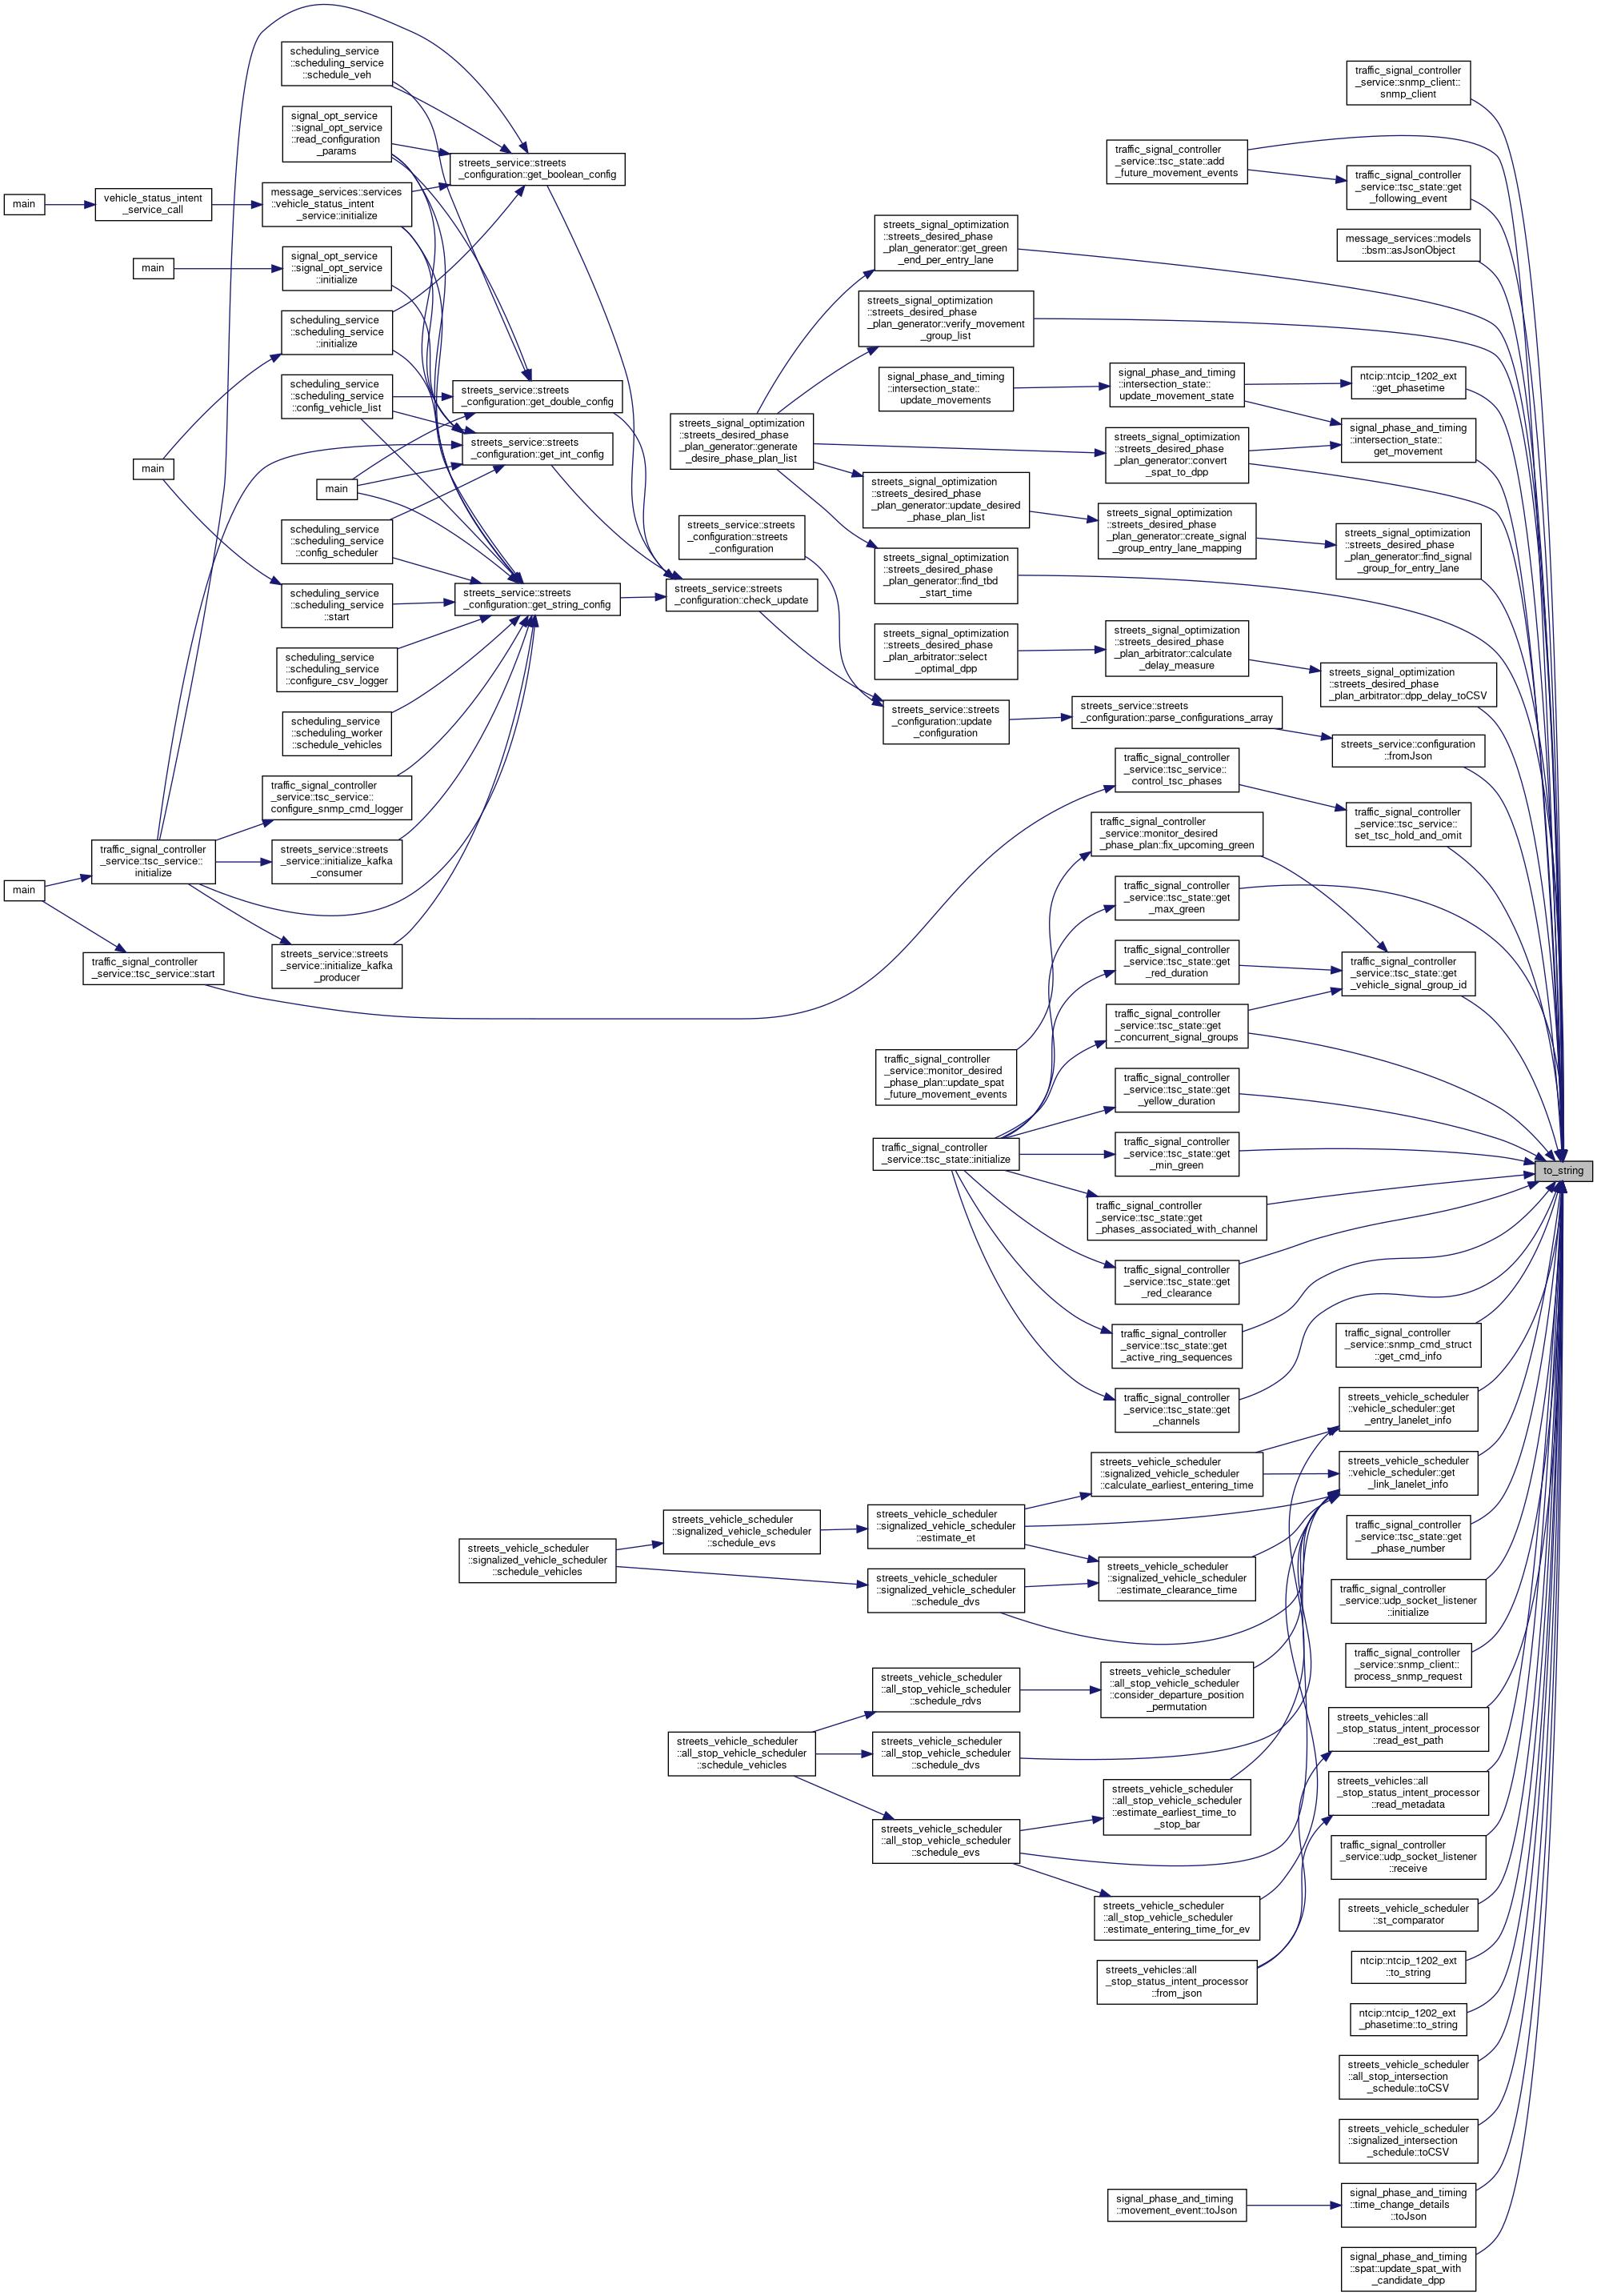 main
main
vehicle_status_intent
_service_call
main
main
traffic_signal_controller
_service::tsc_service::
initialize
traffic_signal_controller
_service::tsc_service::start
scheduling_service
::scheduling_service
::schedule_veh
signal_opt_service
::signal_opt_service
::read_configuration
_params
message_services::services
::vehicle_status_intent
_service::initialize
signal_opt_service
::signal_opt_service
::initialize
scheduling_service
::scheduling_service
::initialize
scheduling_service
::scheduling_service
::config_vehicle_list
main
scheduling_service
::scheduling_service
::config_scheduler
scheduling_service
::scheduling_service
::start
scheduling_service
::scheduling_service
::configure_csv_logger
scheduling_service
::scheduling_worker
::schedule_vehicles
traffic_signal_controller
_service::tsc_service::
configure_snmp_cmd_logger
streets_service::streets
_service::initialize_kafka
_consumer
streets_service::streets
_service::initialize_kafka
_producer
streets_service::streets
_configuration::get_boolean_config
streets_service::streets
_configuration::get_double_config
streets_service::streets
_configuration::get_int_config
streets_service::streets
_configuration::get_string_config
streets_vehicle_scheduler
::signalized_vehicle_scheduler
::schedule_vehicles
streets_signal_optimization
::streets_desired_phase
_plan_generator::generate
_desire_phase_plan_list
streets_service::streets
_configuration::streets
_configuration
streets_service::streets
_configuration::check_update
streets_vehicle_scheduler
::signalized_vehicle_scheduler
::schedule_evs
streets_vehicle_scheduler
::all_stop_vehicle_scheduler
::schedule_vehicles
streets_signal_optimization
::streets_desired_phase
_plan_generator::get_green
_end_per_entry_lane
streets_signal_optimization
::streets_desired_phase
_plan_generator::verify_movement
_group_list
signal_phase_and_timing
::intersection_state::
update_movements
streets_signal_optimization
::streets_desired_phase
_plan_generator::update_desired
_phase_plan_list
streets_signal_optimization
::streets_desired_phase
_plan_generator::find_tbd
_start_time
streets_signal_optimization
::streets_desired_phase
_plan_arbitrator::select
_optimal_dpp
streets_service::streets
_configuration::update
_configuration
traffic_signal_controller
_service::monitor_desired
_phase_plan::update_spat
_future_movement_events
traffic_signal_controller
_service::tsc_state::initialize
streets_vehicle_scheduler
::signalized_vehicle_scheduler
::estimate_et
streets_vehicle_scheduler
::signalized_vehicle_scheduler
::schedule_dvs
streets_vehicle_scheduler
::all_stop_vehicle_scheduler
::schedule_rdvs
streets_vehicle_scheduler
::all_stop_vehicle_scheduler
::schedule_dvs
streets_vehicle_scheduler
::all_stop_vehicle_scheduler
::schedule_evs
traffic_signal_controller
_service::tsc_state::add
_future_movement_events
signal_phase_and_timing
::intersection_state::
update_movement_state
streets_signal_optimization
::streets_desired_phase
_plan_generator::convert
_spat_to_dpp
streets_signal_optimization
::streets_desired_phase
_plan_generator::create_signal
_group_entry_lane_mapping
streets_signal_optimization
::streets_desired_phase
_plan_arbitrator::calculate
_delay_measure
streets_service::streets
_configuration::parse_configurations_array
traffic_signal_controller
_service::tsc_service::
control_tsc_phases
traffic_signal_controller
_service::monitor_desired
_phase_plan::fix_upcoming_green
traffic_signal_controller
_service::tsc_state::get
_max_green
traffic_signal_controller
_service::tsc_state::get
_red_duration
traffic_signal_controller
_service::tsc_state::get
_concurrent_signal_groups
traffic_signal_controller
_service::tsc_state::get
_yellow_duration
traffic_signal_controller
_service::tsc_state::get
_min_green
traffic_signal_controller
_service::tsc_state::get
_phases_associated_with_channel
traffic_signal_controller
_service::tsc_state::get
_red_clearance
traffic_signal_controller
_service::tsc_state::get
_active_ring_sequences
traffic_signal_controller
_service::tsc_state::get
_channels
streets_vehicle_scheduler
::signalized_vehicle_scheduler
::calculate_earliest_entering_time
streets_vehicle_scheduler
::signalized_vehicle_scheduler
::estimate_clearance_time
streets_vehicle_scheduler
::all_stop_vehicle_scheduler
::consider_departure_position
_permutation
streets_vehicle_scheduler
::all_stop_vehicle_scheduler
::estimate_earliest_time_to
_stop_bar
streets_vehicle_scheduler
::all_stop_vehicle_scheduler
::estimate_entering_time_for_ev
streets_vehicles::all
_stop_status_intent_processor
::from_json
signal_phase_and_timing
::movement_event::toJson
traffic_signal_controller
_service::snmp_client::
snmp_client
traffic_signal_controller
_service::tsc_state::get
_following_event
message_services::models
::bsm::asJsonObject
ntcip::ntcip_1202_ext
::get_phasetime
signal_phase_and_timing
::intersection_state::
get_movement
streets_signal_optimization
::streets_desired_phase
_plan_generator::find_signal
_group_for_entry_lane
streets_signal_optimization
::streets_desired_phase
_plan_arbitrator::dpp_delay_toCSV
streets_service::configuration
::fromJson
traffic_signal_controller
_service::tsc_service::
set_tsc_hold_and_omit
traffic_signal_controller
_service::tsc_state::get
_vehicle_signal_group_id
traffic_signal_controller
_service::snmp_cmd_struct
::get_cmd_info
streets_vehicle_scheduler
::vehicle_scheduler::get
_entry_lanelet_info
streets_vehicle_scheduler
::vehicle_scheduler::get
_link_lanelet_info
traffic_signal_controller
_service::tsc_state::get
_phase_number
traffic_signal_controller
_service::udp_socket_listener
::initialize
traffic_signal_controller
_service::snmp_client::
process_snmp_request
streets_vehicles::all
_stop_status_intent_processor
::read_est_path
streets_vehicles::all
_stop_status_intent_processor
::read_metadata
traffic_signal_controller
_service::udp_socket_listener
::receive
streets_vehicle_scheduler
::st_comparator
ntcip::ntcip_1202_ext
::to_string
ntcip::ntcip_1202_ext
_phasetime::to_string
streets_vehicle_scheduler
::all_stop_intersection
_schedule::toCSV
streets_vehicle_scheduler
::signalized_intersection
_schedule::toCSV
signal_phase_and_timing
::time_change_details
::toJson
signal_phase_and_timing
::spat::update_spat_with
_candidate_dpp
to_string